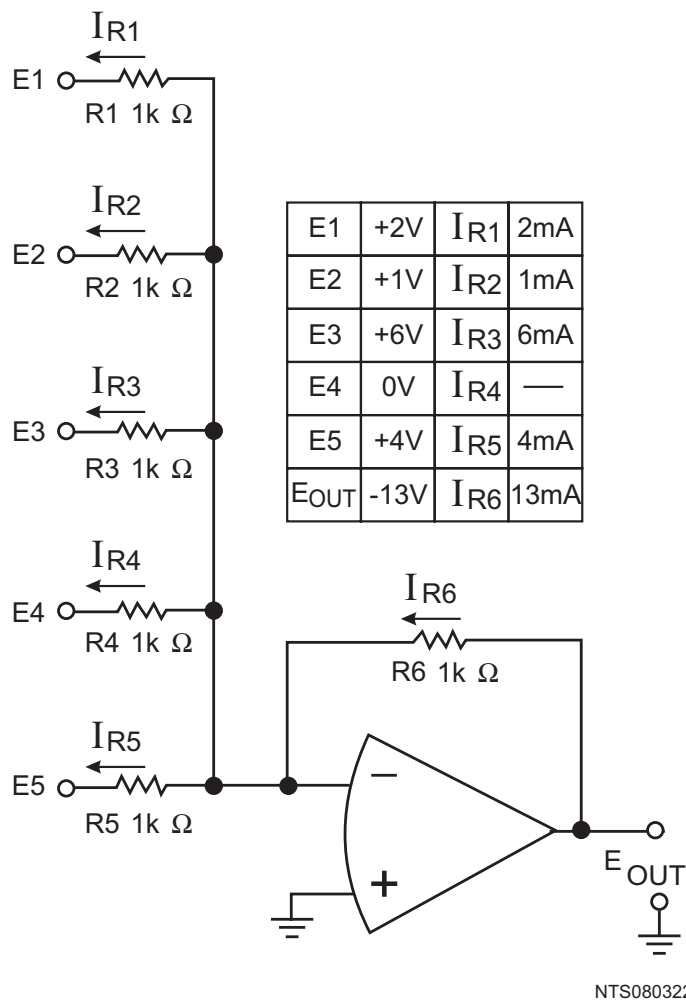 IR1
E1
R1 1k Ω
IR2
E2
R2 1k Ω
E1 +2V IR1 2mA
E2 +1V IR2 1mA
E3 +6V IR3 6mA
E4 0V IR4 —
E5 +4V IR5 4mA
EOUT -13V IR6 13mA
IR3
E3
R3 1k Ω
IR4
E4
R4 1k Ω
IR6
R6 1k Ω
IR5
E5
R5 1k Ω
−
+
E OUT
NTS080322